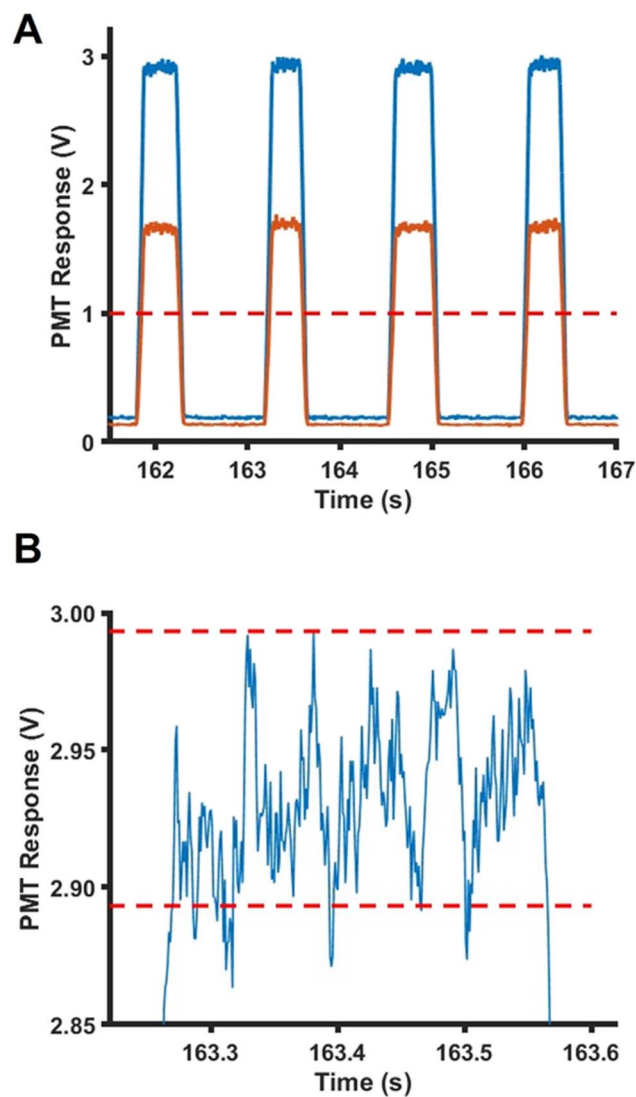 A
PMT Response (V)
3
2
1
0
162 163 164 165 166 167
Time (s)
B
PMT Response (V)
3.00
2.95
2.90
2.85
163.3 163.4 163.5 163.6
Time (s)